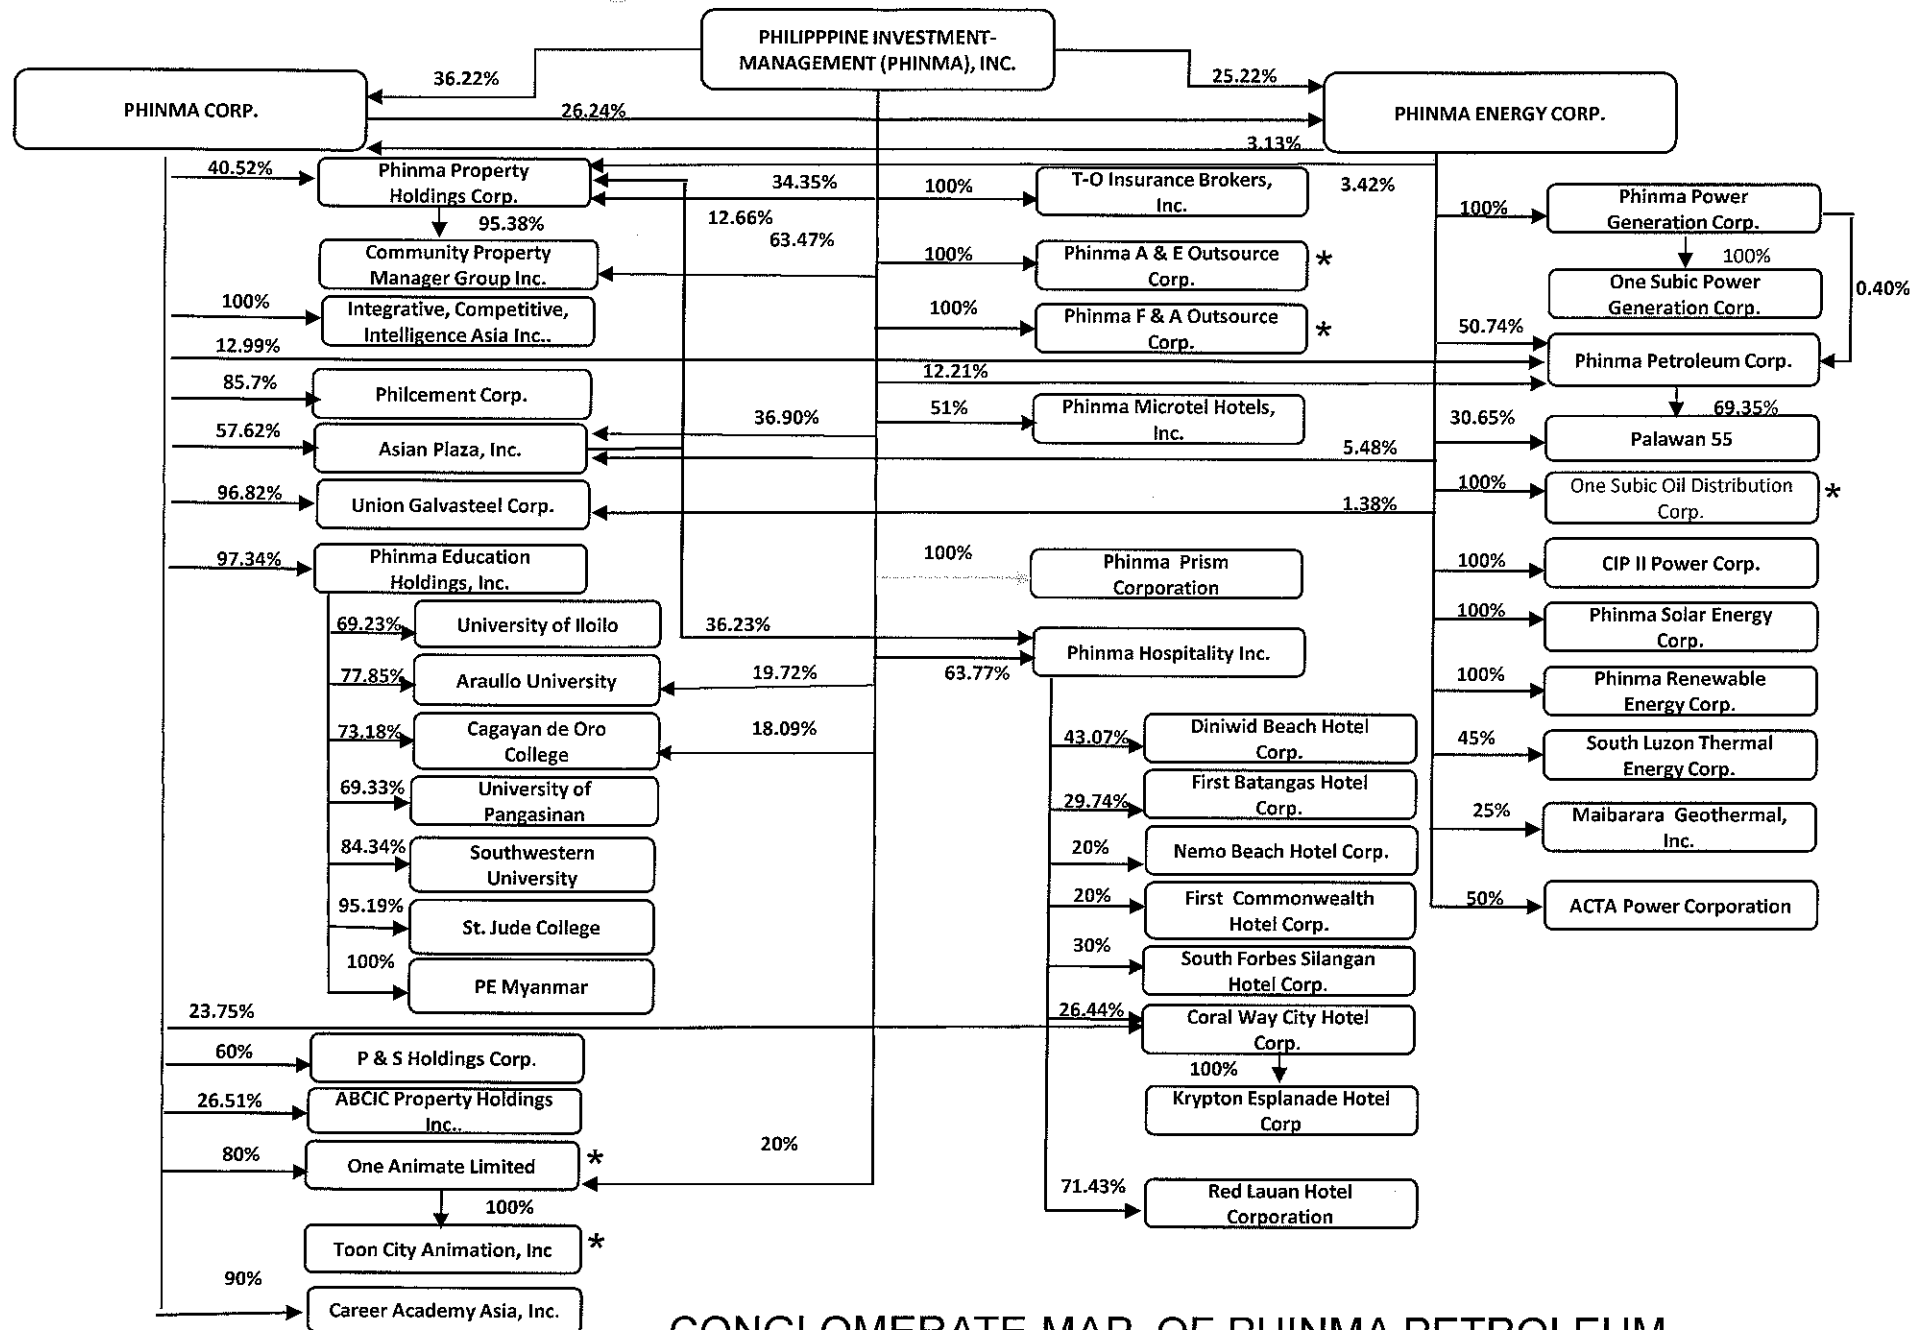 PHILIPPPINE INVESTMENT-
MANAGEMENT (PHINMA), INC.
36.22%
25.22%
PHINMA CORP.
26.24%
PHINMA ENERGY CORP.
3.13%
40.52%
Phinma Property
Holdings Corp.
34.35%
100%
T-O Insurance Brokers,
Inc.
3.42%
100%
Phinma Power
Generation Corp.
95.38%
12.66%
63.47%
100%
Community Property
Manager Group Inc.
100%
Phinma A & E Outsource
Corp.
*
One Subic Power
Generation Corp.
0.40%
100%
Integrative, Competitive,
Intelligence Asia Inc..
100%
Phinma F & A Outsource
Corp.
*
50.74%
12.99%
Phinma Petroleum Corp.
12.21%
85.7%
Philcement Corp.
36.90%
51%
Phinma Microtel Hotels,
Inc.
30.65%
69.35%
57.62%
Asian Plaza, Inc.
5.48%
Palawan 55
96.82%
Union Galvasteel Corp.
1.38%
100%
One Subic Oil Distribution
Corp.
*
97.34%
Phinma Education
Holdings, Inc.
100%
Phinma Prism
Corporation
100%
CIP II Power Corp.
69.23%
University of Iloilo
36.23%
100%
Phinma Solar Energy
Corp.
Phinma Hospitality Inc.
77.85%
Araullo University
19.72%
63.77%
100%
Phinma Renewable
Energy Corp.
73.18%
Cagayan de Oro
College
18.09%
43.07%
Diniwid Beach Hotel
Corp.
45%
South Luzon Thermal
Energy Corp.
69.33%
University of
Pangasinan
29.74%
First Batangas Hotel
Corp.
25%
Maibarara Geothermal,
Inc.
84.34%
Southwestern
University
20%
Nemo Beach Hotel Corp.
95.19%
St. Jude College
20%
First Commonwealth
Hotel Corp.
50%
ACTA Power Corporation
100%
PE Myanmar
30%
South Forbes Silangan
Hotel Corp.
23.75%
26.44%
Coral Way City Hotel
Corp.
60%
P & S Holdings Corp.
100%
26.51%
ABCIC Property Holdings
Inc..
Krypton Esplanade Hotel
Corp
80%
One Animate Limited
*
20%
100%
71.43%
Red Lauan Hotel
Corporation
Toon City Animation, Inc
*
90%
Career Academy Asia, Inc.
CONGLOMERATE MAP OF PHINMA PETROLEUM